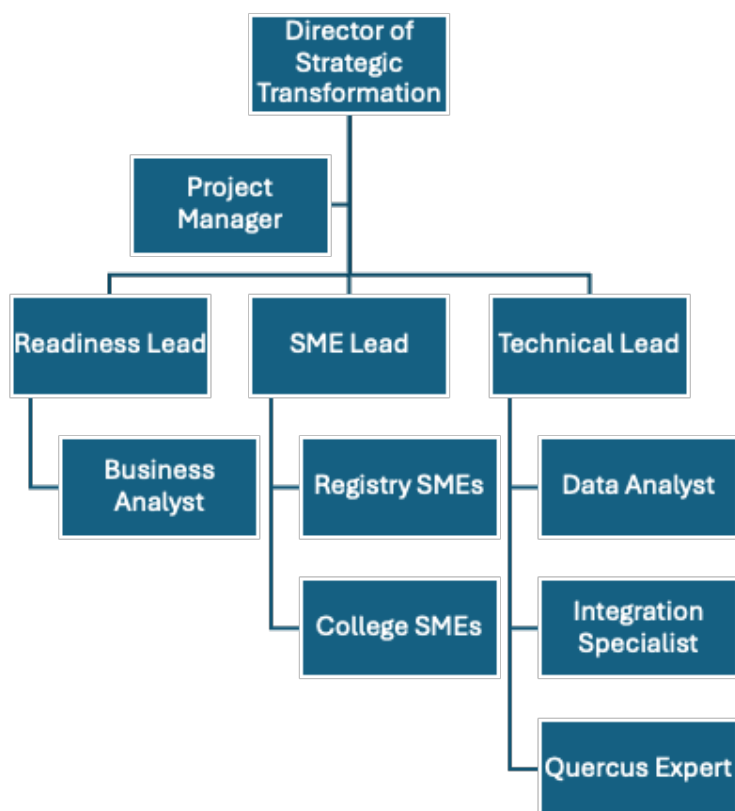 Director of
Strategic
Transformation
Project
Manager
Readiness Lead
SME Lead
Technical Lead
Business
Analyst
Registry SMEs
Data Analyst
College SMEs
Integration
Specialist
Quercus Expert